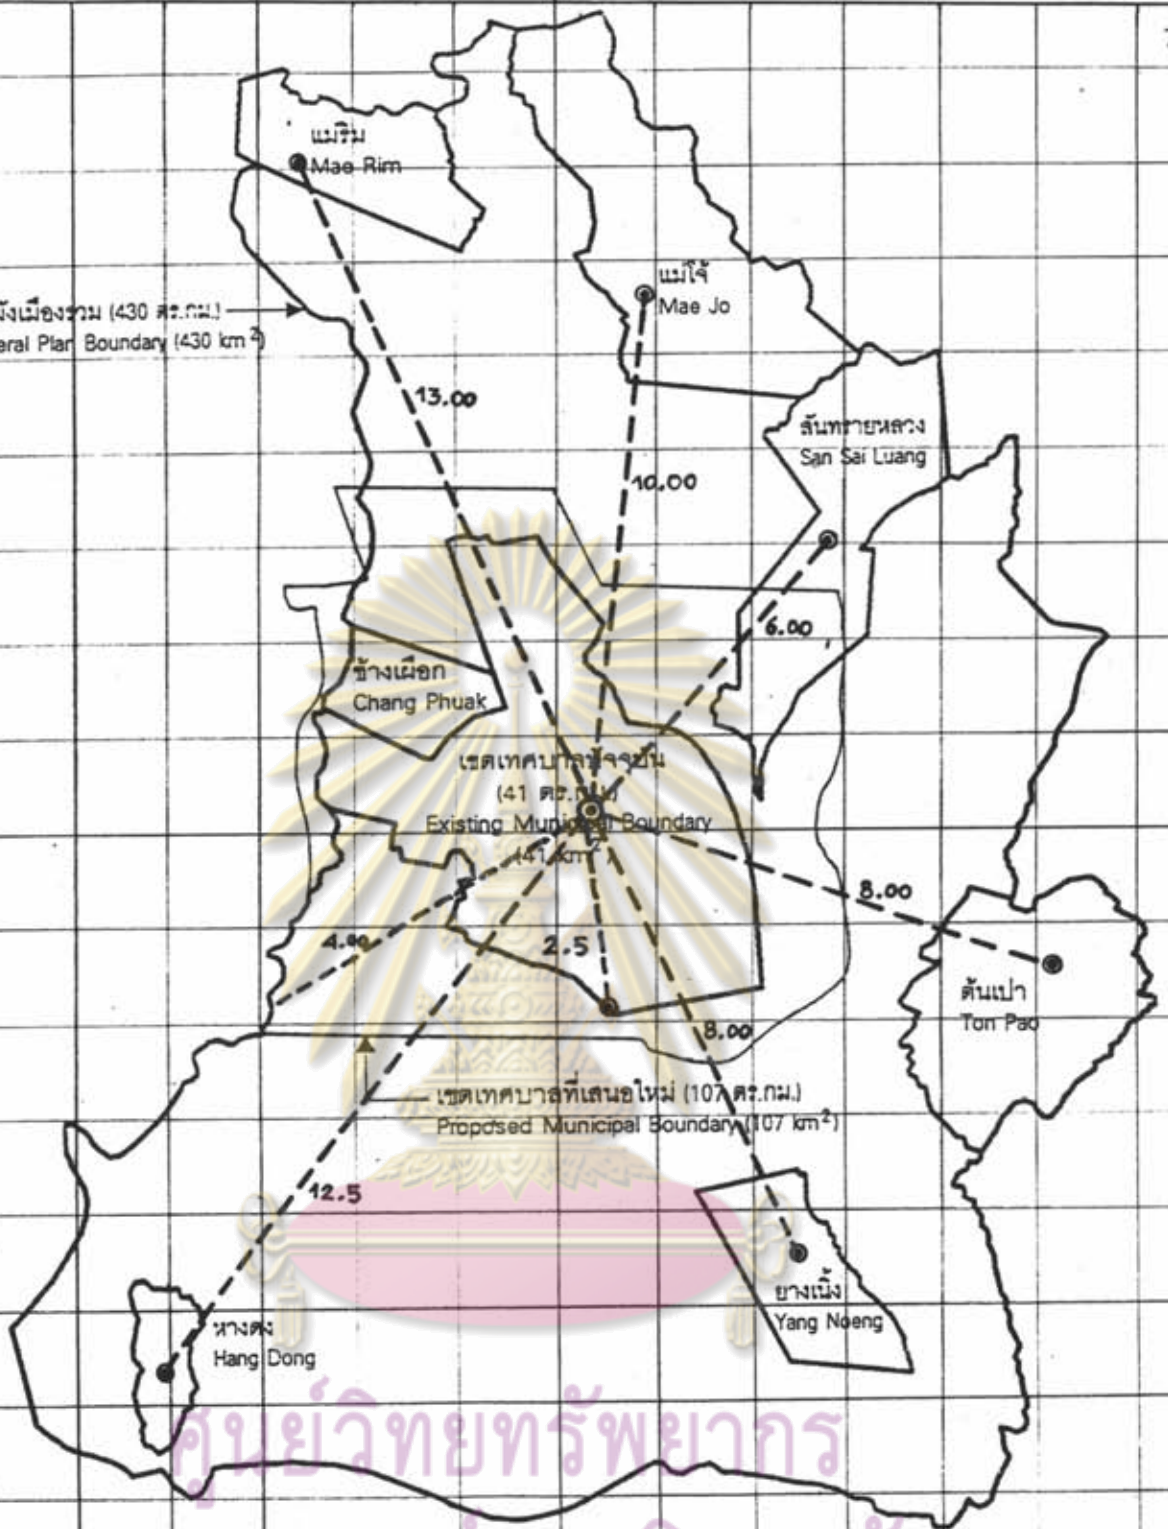 แม่ริม
Mae Rim
แม่โจ้
Mae Jo
ผังเมืองรวม (430 ตร.กม.)
Plan Boundary (430 km²)
13.00
สันทรายหลวง
San Sai Luang
10.00
6.00
ช้างเผือก
Chang Phuak
เขตเทศบาลปัจจุบัน
(41 ตร.กม.)
Existing Municipal Boundary
(41 km²)
8.00
4.00
2.5
ต้นเปา
Ton Pao
8.00
เขตเทศบาลที่เสนอใหม่ (107 ตร.กม.)
Proposed Municipal Boundary (107 km²)
12.5
ยางเนิ้ง
Yang Noeng
หางดง
Hang Dong
ศูนย์วิทยทรัพยากร